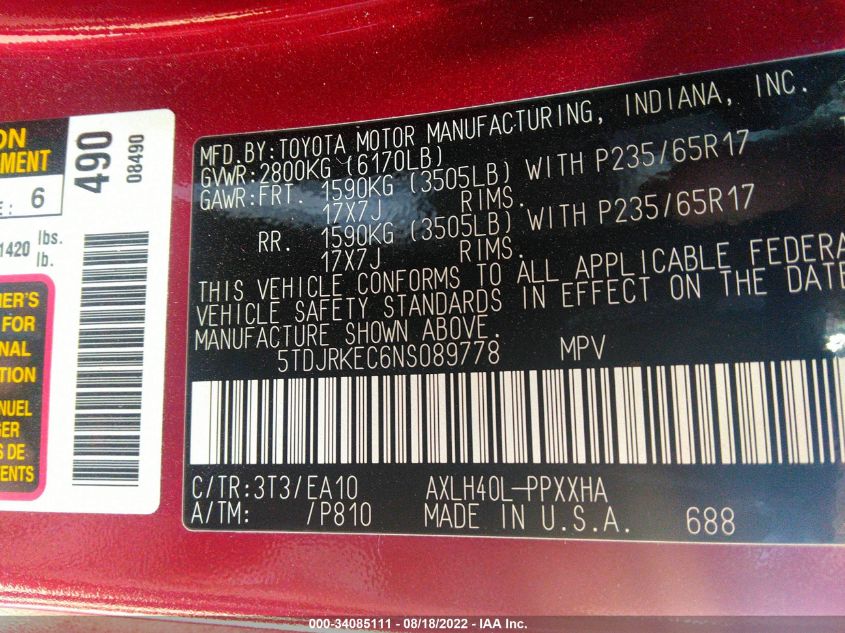 ON
MENT
E: 6
1420 lbs.
lb.
490
08490
ER'S
FOR
NAL
TION
NUEL
GER
S DE
ENTS
MFD.BY:TOYOTA MOTOR MANUFACTURING, INDIANA, INC.
GVWR:2800KG (6170LB)
GAWR:FRT. 1590KG (3505LB) WITH P235/65R17
17X7J RIMS.
RR. 1590KG (3505LB) WITH P235/65R17
17X7J RIMS.
THIS VEHICLE CONFORMS TO ALL APPLICABLE FEDERA
VEHICLE SAFETY STANDARDS IN EFFECT ON THE DATE
MANUFACTURE SHOWN ABOVE.
5TDJRKEC6NS089778 MPV
C/TR:3T3/EA10 AXLH40L-PPXXHA
A/TM: /P810 MADE IN U.S.A. 688
000-34085111 - 08/18/2022 - IAA Inc.